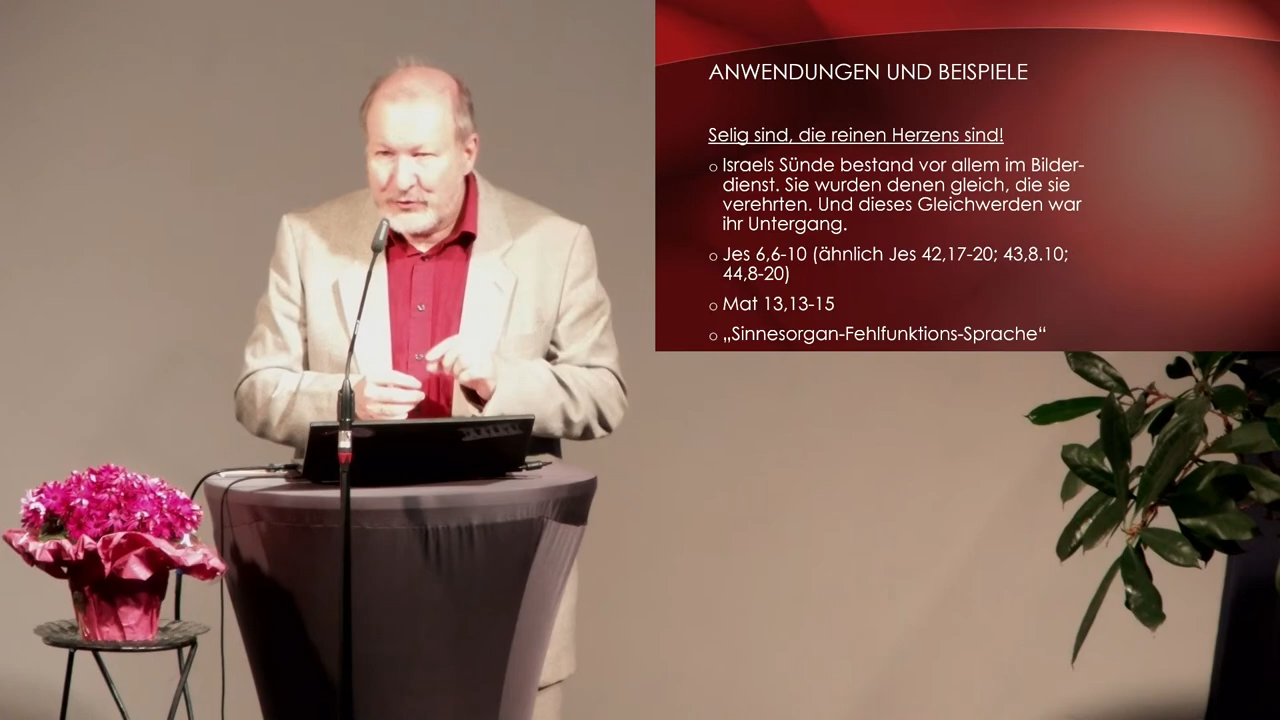 ANWENDUNGEN UND BEISPIELE
Selig sind, die reinen Herzens sind!
○ Israels Sünde bestand vor allem im Bilder-
dienst. Sie wurden denen gleich, die sie
verehrten. Und dieses Gleichwerden war
ihr Untergang.
○ Jes 6,6-10 (ähnlich Jes 42,17-20; 43,8.10;
44,8-20)
○ Mat 13,13-15
○ „Sinnesorgan-Fehlfunktions-Sprache“